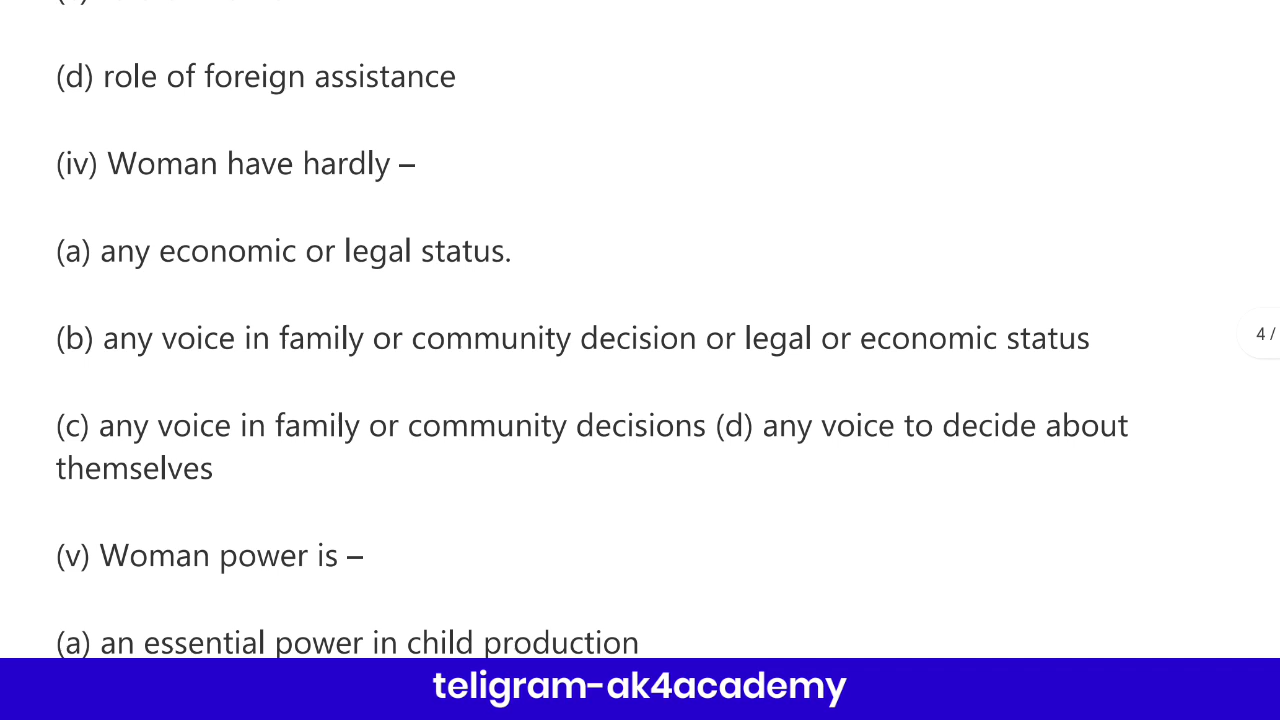 (d) role of foreign assistance
(iv) Woman have hardly –
(a) any economic or legal status.
(b) any voice in family or community decision or legal or economic status
4 /
(c) any voice in family or community decisions (d) any voice to decide about
themselves
(v) Woman power is –
(a) an essential power in child production
teligram-ak4academy